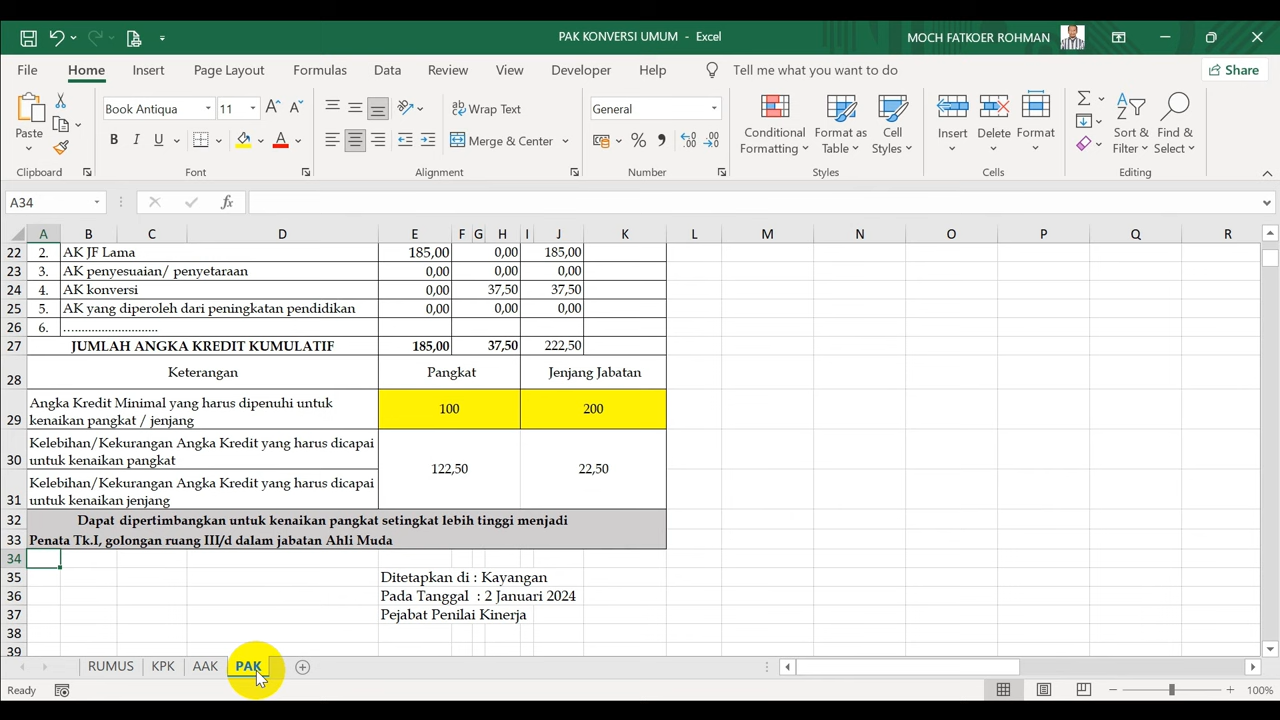 PAK KONVERSI UMUM - Excel
MOCH FATKOER ROHMAN
File Home Insert Page Layout Formulas Data Review View Developer Help Tell me what you want to do Share
Paste
Book Antiqua 11
B I U
Wrap Text
Merge & Center
General
Conditional Formatting
Format as Table
Cell Styles
Insert
Delete
Format
Sort & Filter
Find & Select
Clipboard Font Alignment Number Styles Cells Editing
A34 fx
A B C D E F G H I J K L M N O P Q R
22 2. AK JF Lama 185,00 0,00 185,00
23 3. AK penyesuaian/ penyetaraan 0,00 0,00 0,00
24 4. AK konversi 0,00 37,50 37,50
25 5. AK yang diperoleh dari peningkatan pendidikan 0,00 0,00 0,00
26 6. .............................
27 JUMLAH ANGKA KREDIT KUMULATIF 185,00 37,50 222,50
28 Keterangan Pangkat Jenjang Jabatan
29 Angka Kredit Minimal yang harus dipenuhi untuk kenaikan pangkat / jenjang 100 200
30 Kelebihan/Kekurangan Angka Kredit yang harus dicapai untuk kenaikan pangkat 122,50 22,50
31 Kelebihan/Kekurangan Angka Kredit yang harus dicapai untuk kenaikan jenjang
32 Dapat dipertimbangkan untuk kenaikan pangkat setingkat lebih tinggi menjadi
33 Penata Tk.I, golongan ruang III/d dalam jabatan Ahli Muda
34
35 Ditetapkan di : Kayangan
36 Pada Tanggal : 2 Januari 2024
37 Pejabat Penilai Kinerja
38
39
RUMUS KPK AAK PAK
Ready 100%